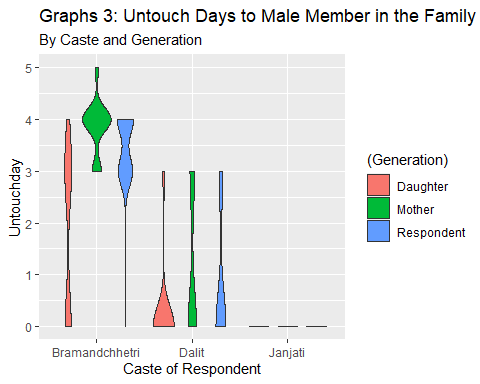 Graphs 3: Untouch Days to Male Member in the Family
By Caste and Generation
5
4
3
2
1
0
Untouchday
Bramandchhetri
Dalit
Janjati
Caste of Respondent
(Generation)
Daughter
Mother
Respondent